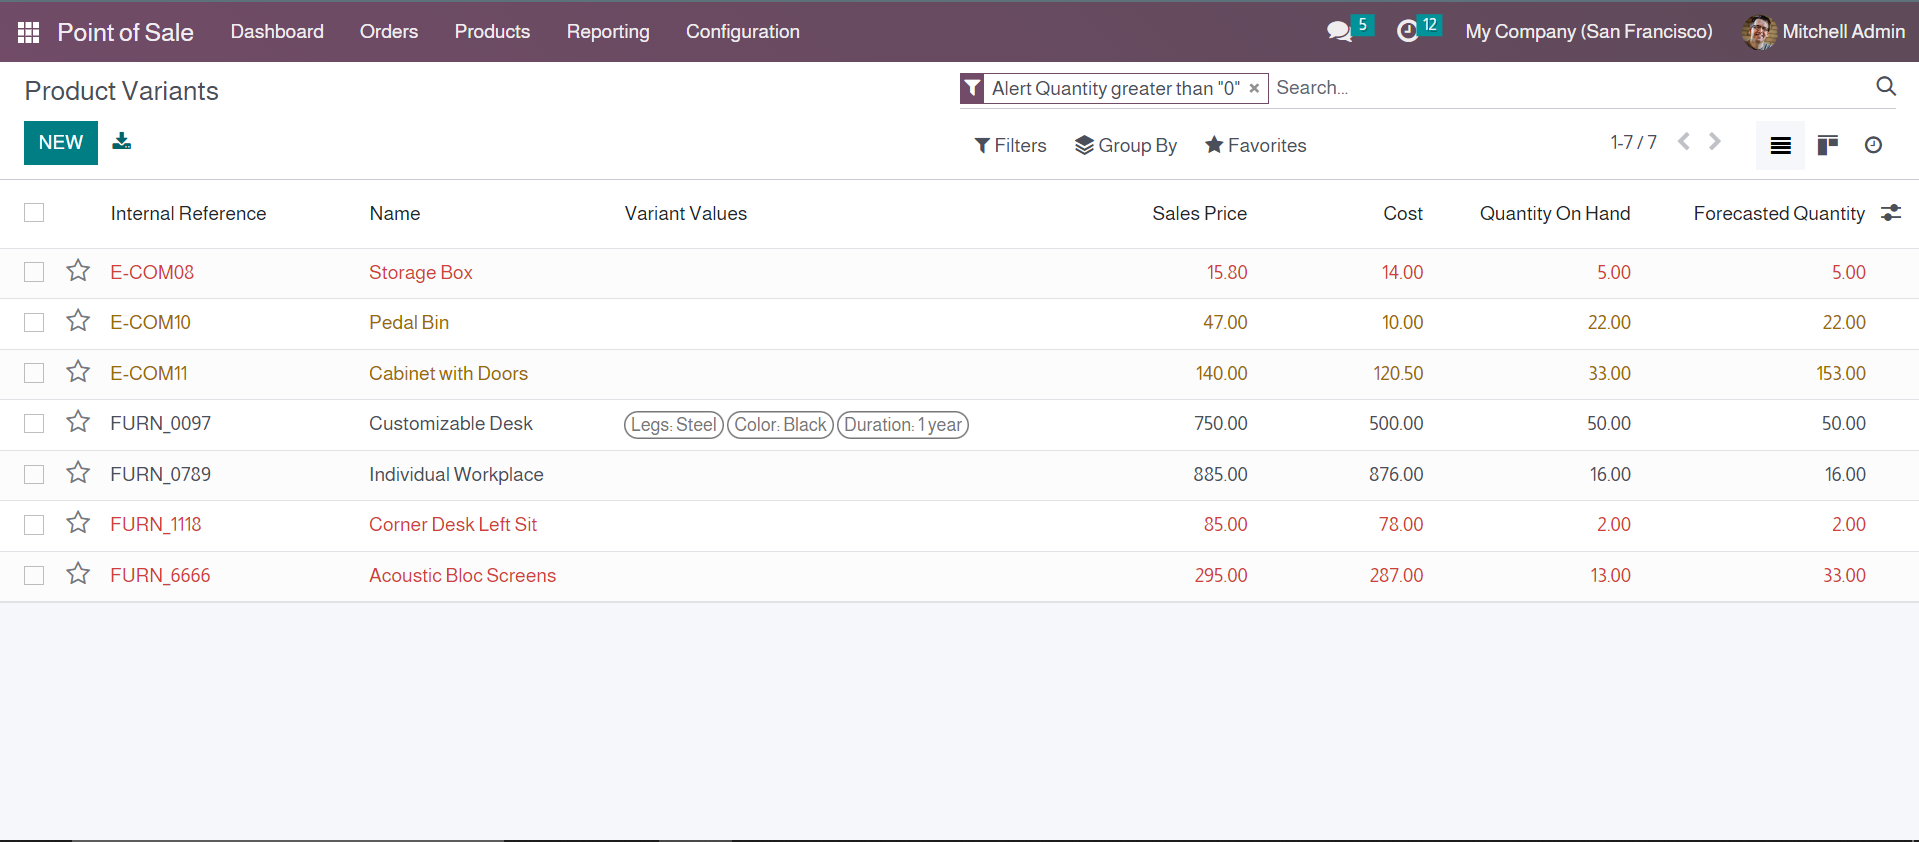 Point of Sale Dashboard Orders Products Reporting Configuration 5 12 My Company (San Francisco) Mitchell Admin
Product Variants Alert Quantity greater than "0" × Search...
NEW Filters Group By Favorites 1-7 / 7
Internal Reference Name Variant Values Sales Price Cost Quantity On Hand Forecasted Quantity
E-COM08 Storage Box 15.80 14.00 5.00 5.00
E-COM10 Pedal Bin 47.00 10.00 22.00 22.00
E-COM11 Cabinet with Doors 140.00 120.50 33.00 153.00
FURN_0097 Customizable Desk Legs: Steel Color: Black Duration: 1 year 750.00 500.00 50.00 50.00
FURN_0789 Individual Workplace 885.00 876.00 16.00 16.00
FURN_1118 Corner Desk Left Sit 85.00 78.00 2.00 2.00
FURN_6666 Acoustic Bloc Screens 295.00 287.00 13.00 33.00